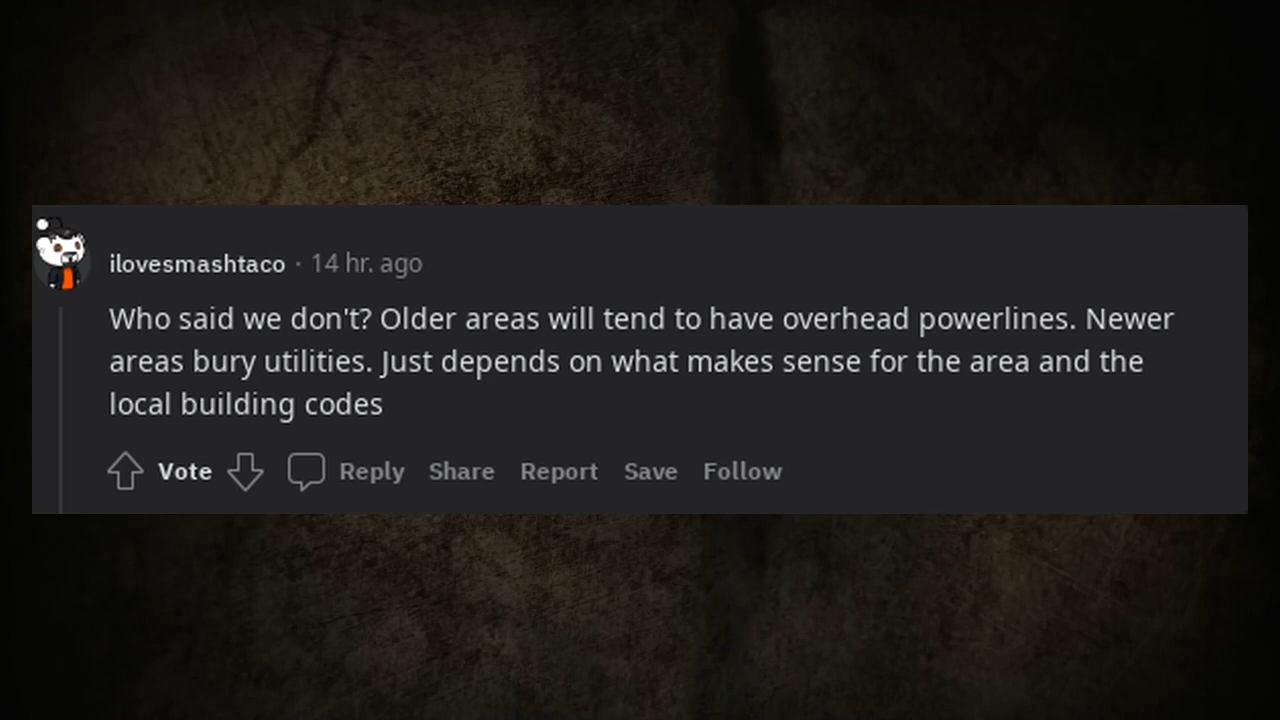 ilovesmashtaco · 14 hr. ago
Who said we don't? Older areas will tend to have overhead powerlines. Newer
areas bury utilities. Just depends on what makes sense for the area and the
local building codes
Vote Reply Share Report Save Follow